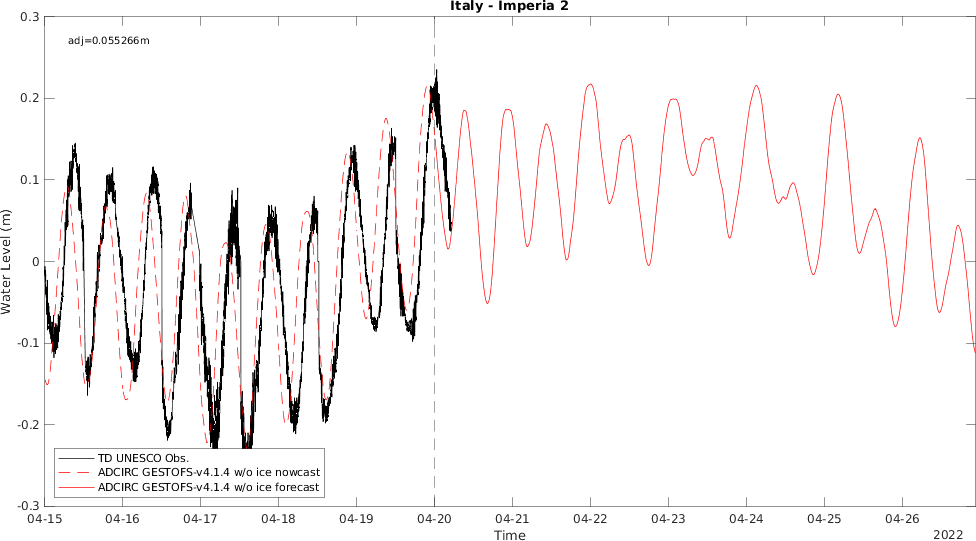 Italy - Imperia 2
adj=0.055266m
Water Level (m)
0.3
0.2
0.1
0
-0.1
-0.2
-0.3
TD UNESCO Obs.
ADCIRC GESTOFS-v4.1.4 w/o ice nowcast
ADCIRC GESTOFS-v4.1.4 w/o ice forecast
04-15 04-16 04-17 04-18 04-19 04-20 04-21 04-22 04-23 04-24 04-25 04-26
Time
2022